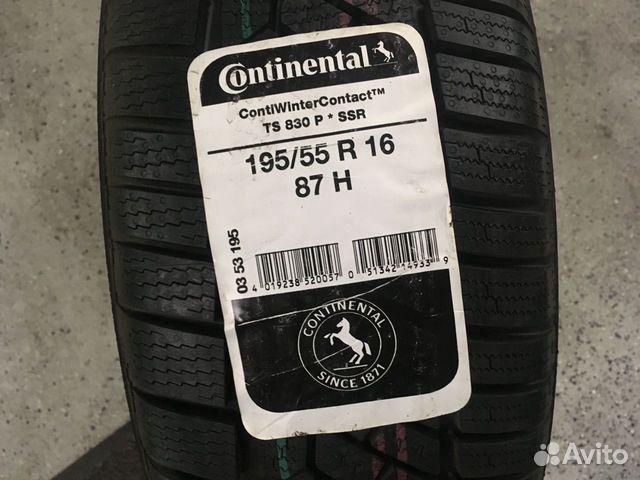 Continental
ContiWinterContact™
TS 830 P * SSR
195/55 R 16
87 H
03 53 195
4 019238 520057
0 51342 14933 9
CONTINENTAL
SINCE 1871
Avito